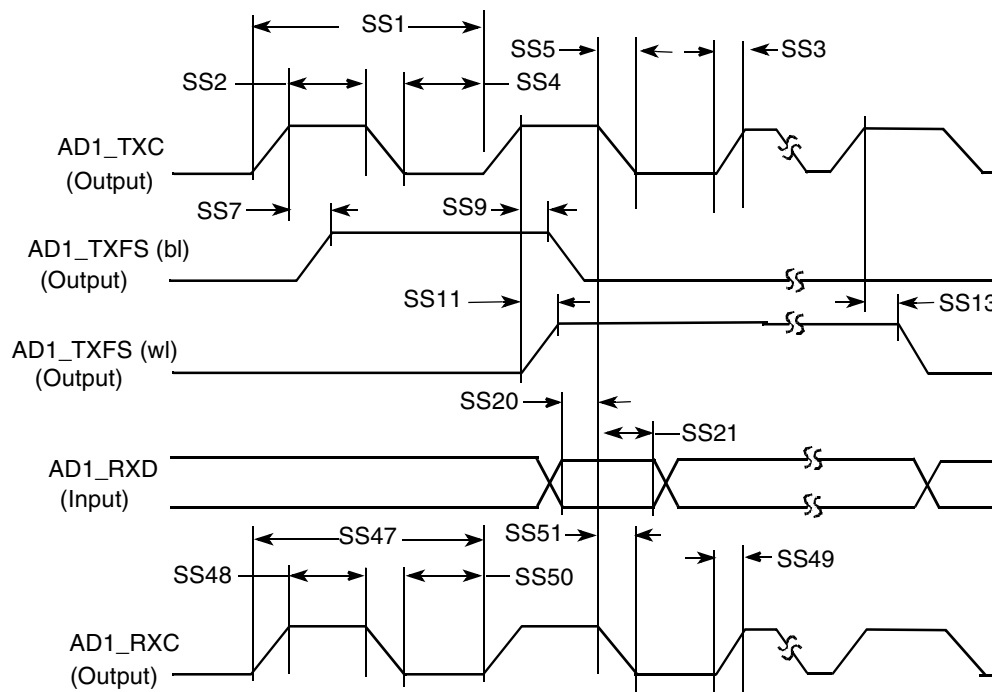 SS1
SS5
SS3
SS2
SS4
AD1_TXC
(Output)
SS7
SS9
AD1_TXFS (bl)
(Output)
SS11
SS13
AD1_TXFS (wl)
(Output)
SS20
SS21
AD1_RXD
(Input)
SS47
SS51
SS49
SS48
SS50
AD1_RXC
(Output)